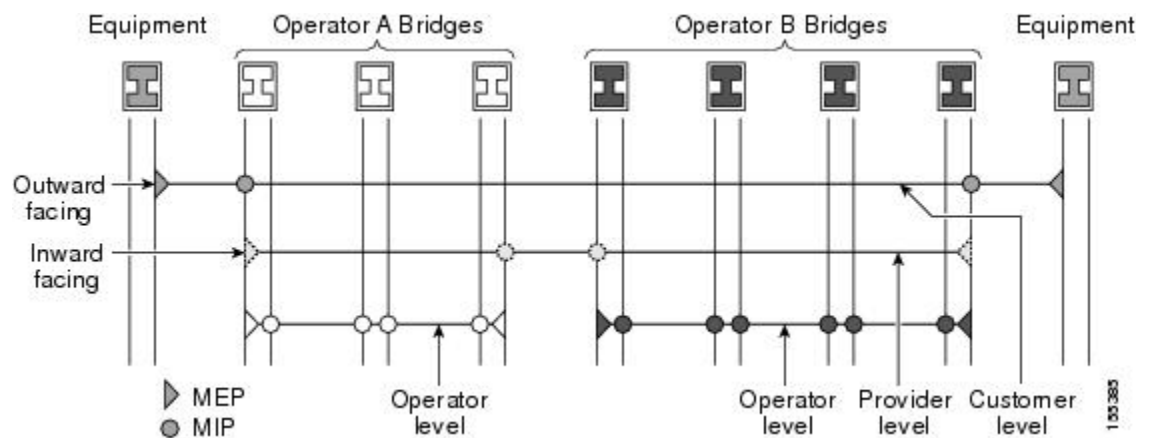 Equipment
Operator A Bridges
Operator B Bridges
Equipment
Outward
facing
Inward
facing
MEP
MIP
Operator
level
Operator
level
Provider
level
Customer
level
155385